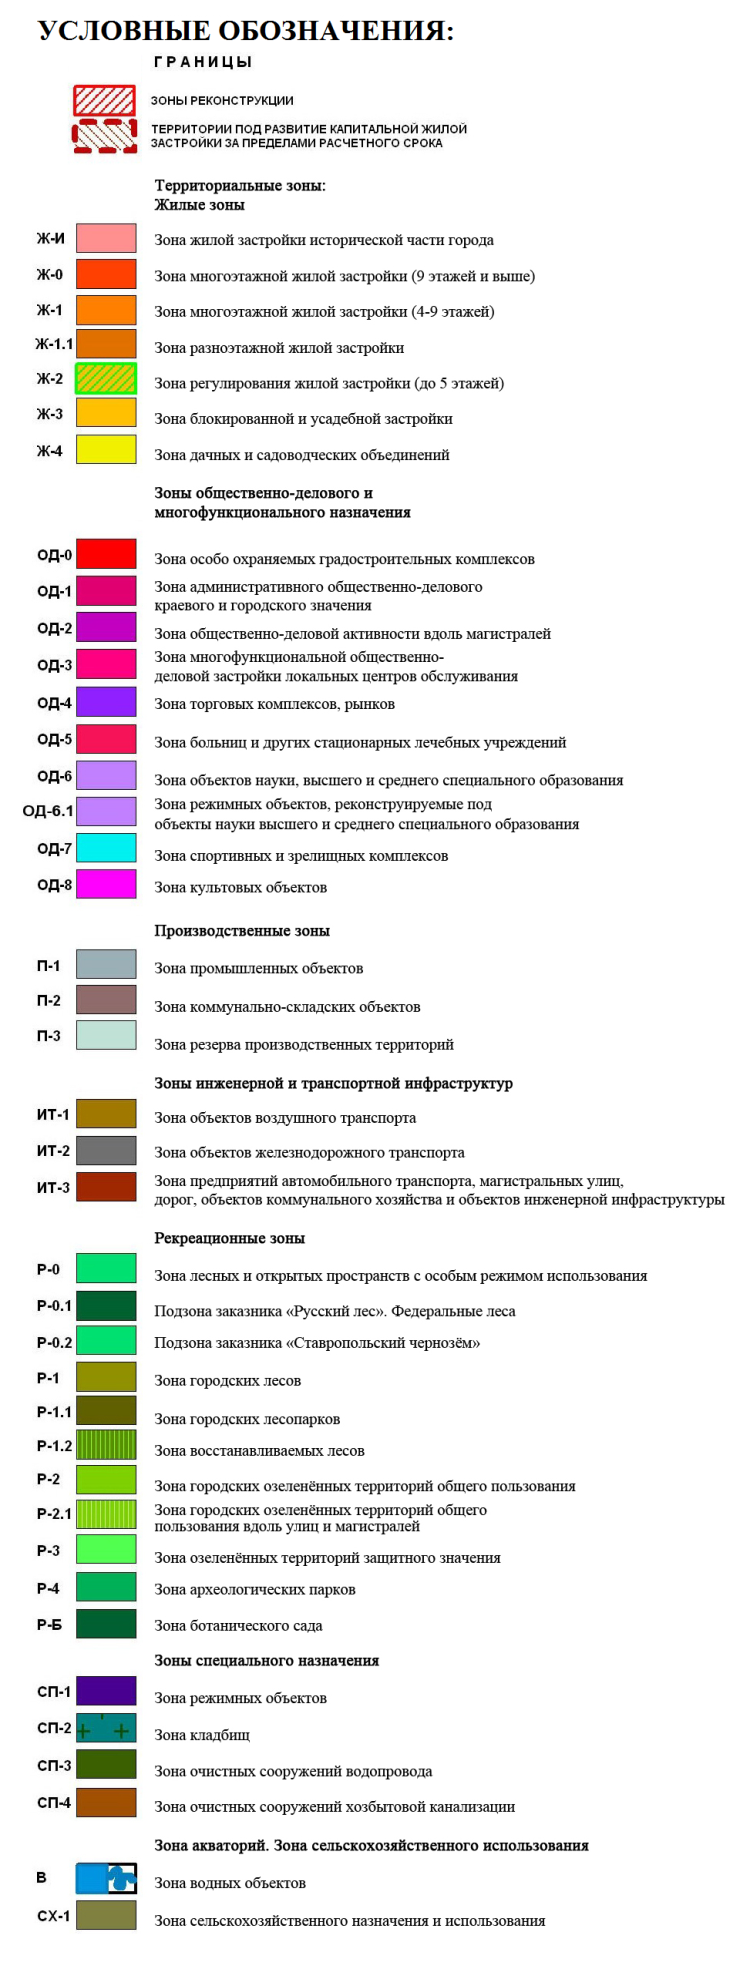 УСЛОВНЫЕ ОБОЗНАЧЕНИЯ:
ГРАНИЦЫ
ЗОНЫ РЕКОНСТРУКЦИИ
ТЕРРИТОРИИ ПОД РАЗВИТИЕ КАПИТАЛЬНОЙ ЖИЛОЙ
ЗАСТРОЙКИ ЗА ПРЕДЕЛАМИ РАСЧЕТНОГО СРОКА
Территориальные зоны:
Жилые зоны
Ж-И Зона жилой застройки исторической части города
Ж-0 Зона многоэтажной жилой застройки (9 этажей и выше)
Ж-1 Зона многоэтажной жилой застройки (4-9 этажей)
Ж-1.1 Зона разноэтажной жилой застройки
Ж-2 Зона регулирования жилой застройки (до 5 этажей)
Ж-3 Зона блокированной и усадебной застройки
Ж-4 Зона дачных и садоводческих объединений
Зоны общественно-делового и
многофункционального назначения
ОД-0 Зона особо охраняемых градостроительных комплексов
ОД-1 Зона административного общественно-делового
краевого и городского значения
ОД-2 Зона общественно-деловой активности вдоль магистралей
ОД-3 Зона многофункциональной общественно-
деловой застройки локальных центров обслуживания
ОД-4 Зона торговых комплексов, рынков
ОД-5 Зона больниц и других стационарных лечебных учреждений
ОД-6 Зона объектов науки, высшего и среднего специального образования
ОД-6.1 Зона режимных объектов, реконструируемые под
объекты науки высшего и среднего специального образования
ОД-7 Зона спортивных и зрелищных комплексов
ОД-8 Зона культовых объектов
Производственные зоны
П-1 Зона промышленных объектов
П-2 Зона коммунально-складских объектов
П-3 Зона резерва производственных территорий
Зоны инженерной и транспортной инфраструктур
ИТ-1 Зона объектов воздушного транспорта
ИТ-2 Зона объектов железнодорожного транспорта
ИТ-3 Зона предприятий автомобильного транспорта, магистральных улиц,
дорог, объектов коммунального хозяйства и объектов инженерной инфраструктуры
Рекреационные зоны
Р-0 Зона лесных и открытых пространств с особым режимом использования
Р-0.1 Подзона заказника «Русский лес». Федеральные леса
Р-0.2 Подзона заказника «Ставропольский чернозём»
Р-1 Зона городских лесов
Р-1.1 Зона городских лесопарков
Р-1.2 Зона восстанавливаемых лесов
Р-2 Зона городских озеленённых территорий общего пользования
Р-2.1 Зона городских озеленённых территорий общего
пользования вдоль улиц и магистралей
Р-3 Зона озеленённых территорий защитного значения
Р-4 Зона археологических парков
Р-Б Зона ботанического сада
Зоны специального назначения
СП-1 Зона режимных объектов
СП-2 Зона кладбищ
СП-3 Зона очистных сооружений водопровода
СП-4 Зона очистных сооружений хозбытовой канализации
Зона акваторий. Зона сельскохозяйственного использования
В Зона водных объектов
СХ-1 Зона сельскохозяйственного назначения и использования